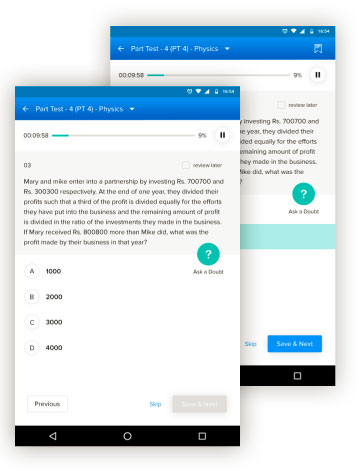 16:54
Part Test - 4 (PT 4) - Physics
00:09:58 9%
review later
y investing Rs. 700700 and
ne year, they divided their
ided equally for the efforts
emaining amount of profit
hey made in the business.
Mike did, what was the
?
?
Ask a Doubt
Skip Save & Next
16:54
Part Test - 4 (PT 4) - Physics
00:09:58 9%
03 review later
Mary and mike enter into a partnership by investing Rs. 700700 and
Rs. 300300 respectively. At the end of one year, they divided their
profits such that a third of the profit is divided equally for the efforts
they have put into the business and the remaining amount of profit
is divided in the ratio of the investments they made in the business.
If Mary received Rs. 800800 more than Mike did, what was the
profit made by their business in that year?
?
Ask a Doubt
A 1000
B 2000
C 3000
D 4000
Previous Skip Save & Next